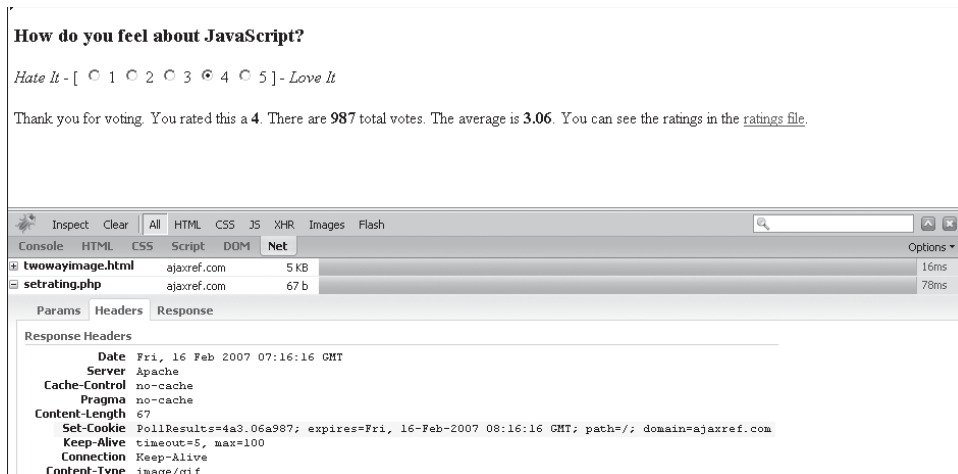 How do you feel about JavaScript?
Hate It - [ 1 2 3 4 5 ] - Love It
Thank you for voting. You rated this a 4. There are 987 total votes. The average is 3.06. You can see the ratings in the ratings file.
Inspect Clear All HTML CSS JS XHR Images Flash
Console HTML CSS Script DOM Net Options
twowayimage.html ajaxref.com 5 KB 16ms
setrating.php ajaxref.com 67 b 78ms
Params Headers Response
Response Headers
Date Fri, 16 Feb 2007 07:16:16 GMT
Server Apache
Cache-Control no-cache
Pragma no-cache
Content-Length 67
Set-Cookie PollResults=4a3.06a987; expires=Fri, 16-Feb-2007 08:16:16 GMT; path=/; domain=ajaxref.com
Keep-Alive timeout=5, max=100
Connection Keep-Alive
Content-Type image/gif